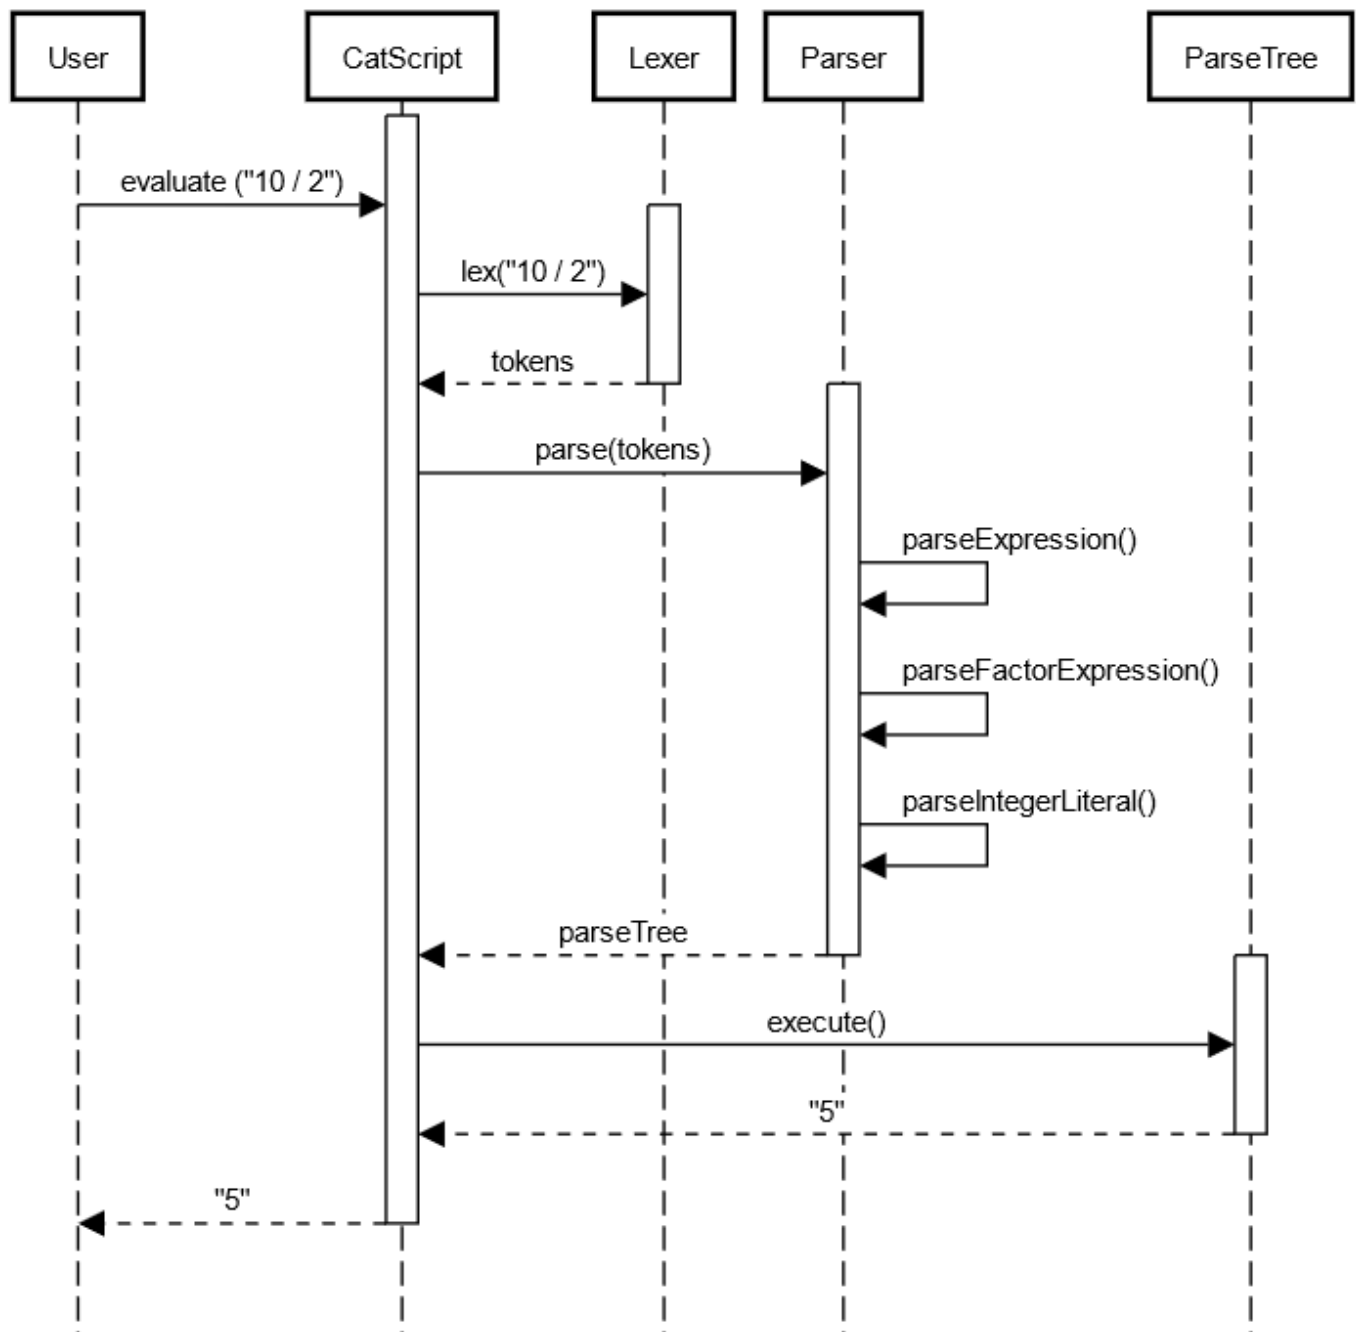 User
CatScript
Lexer
Parser
ParseTree
evaluate ("10 / 2")
lex("10 / 2")
tokens
parse(tokens)
parseExpression()
parseFactorExpression()
parseIntegerLiteral()
parseTree
execute()
"5"
"5"